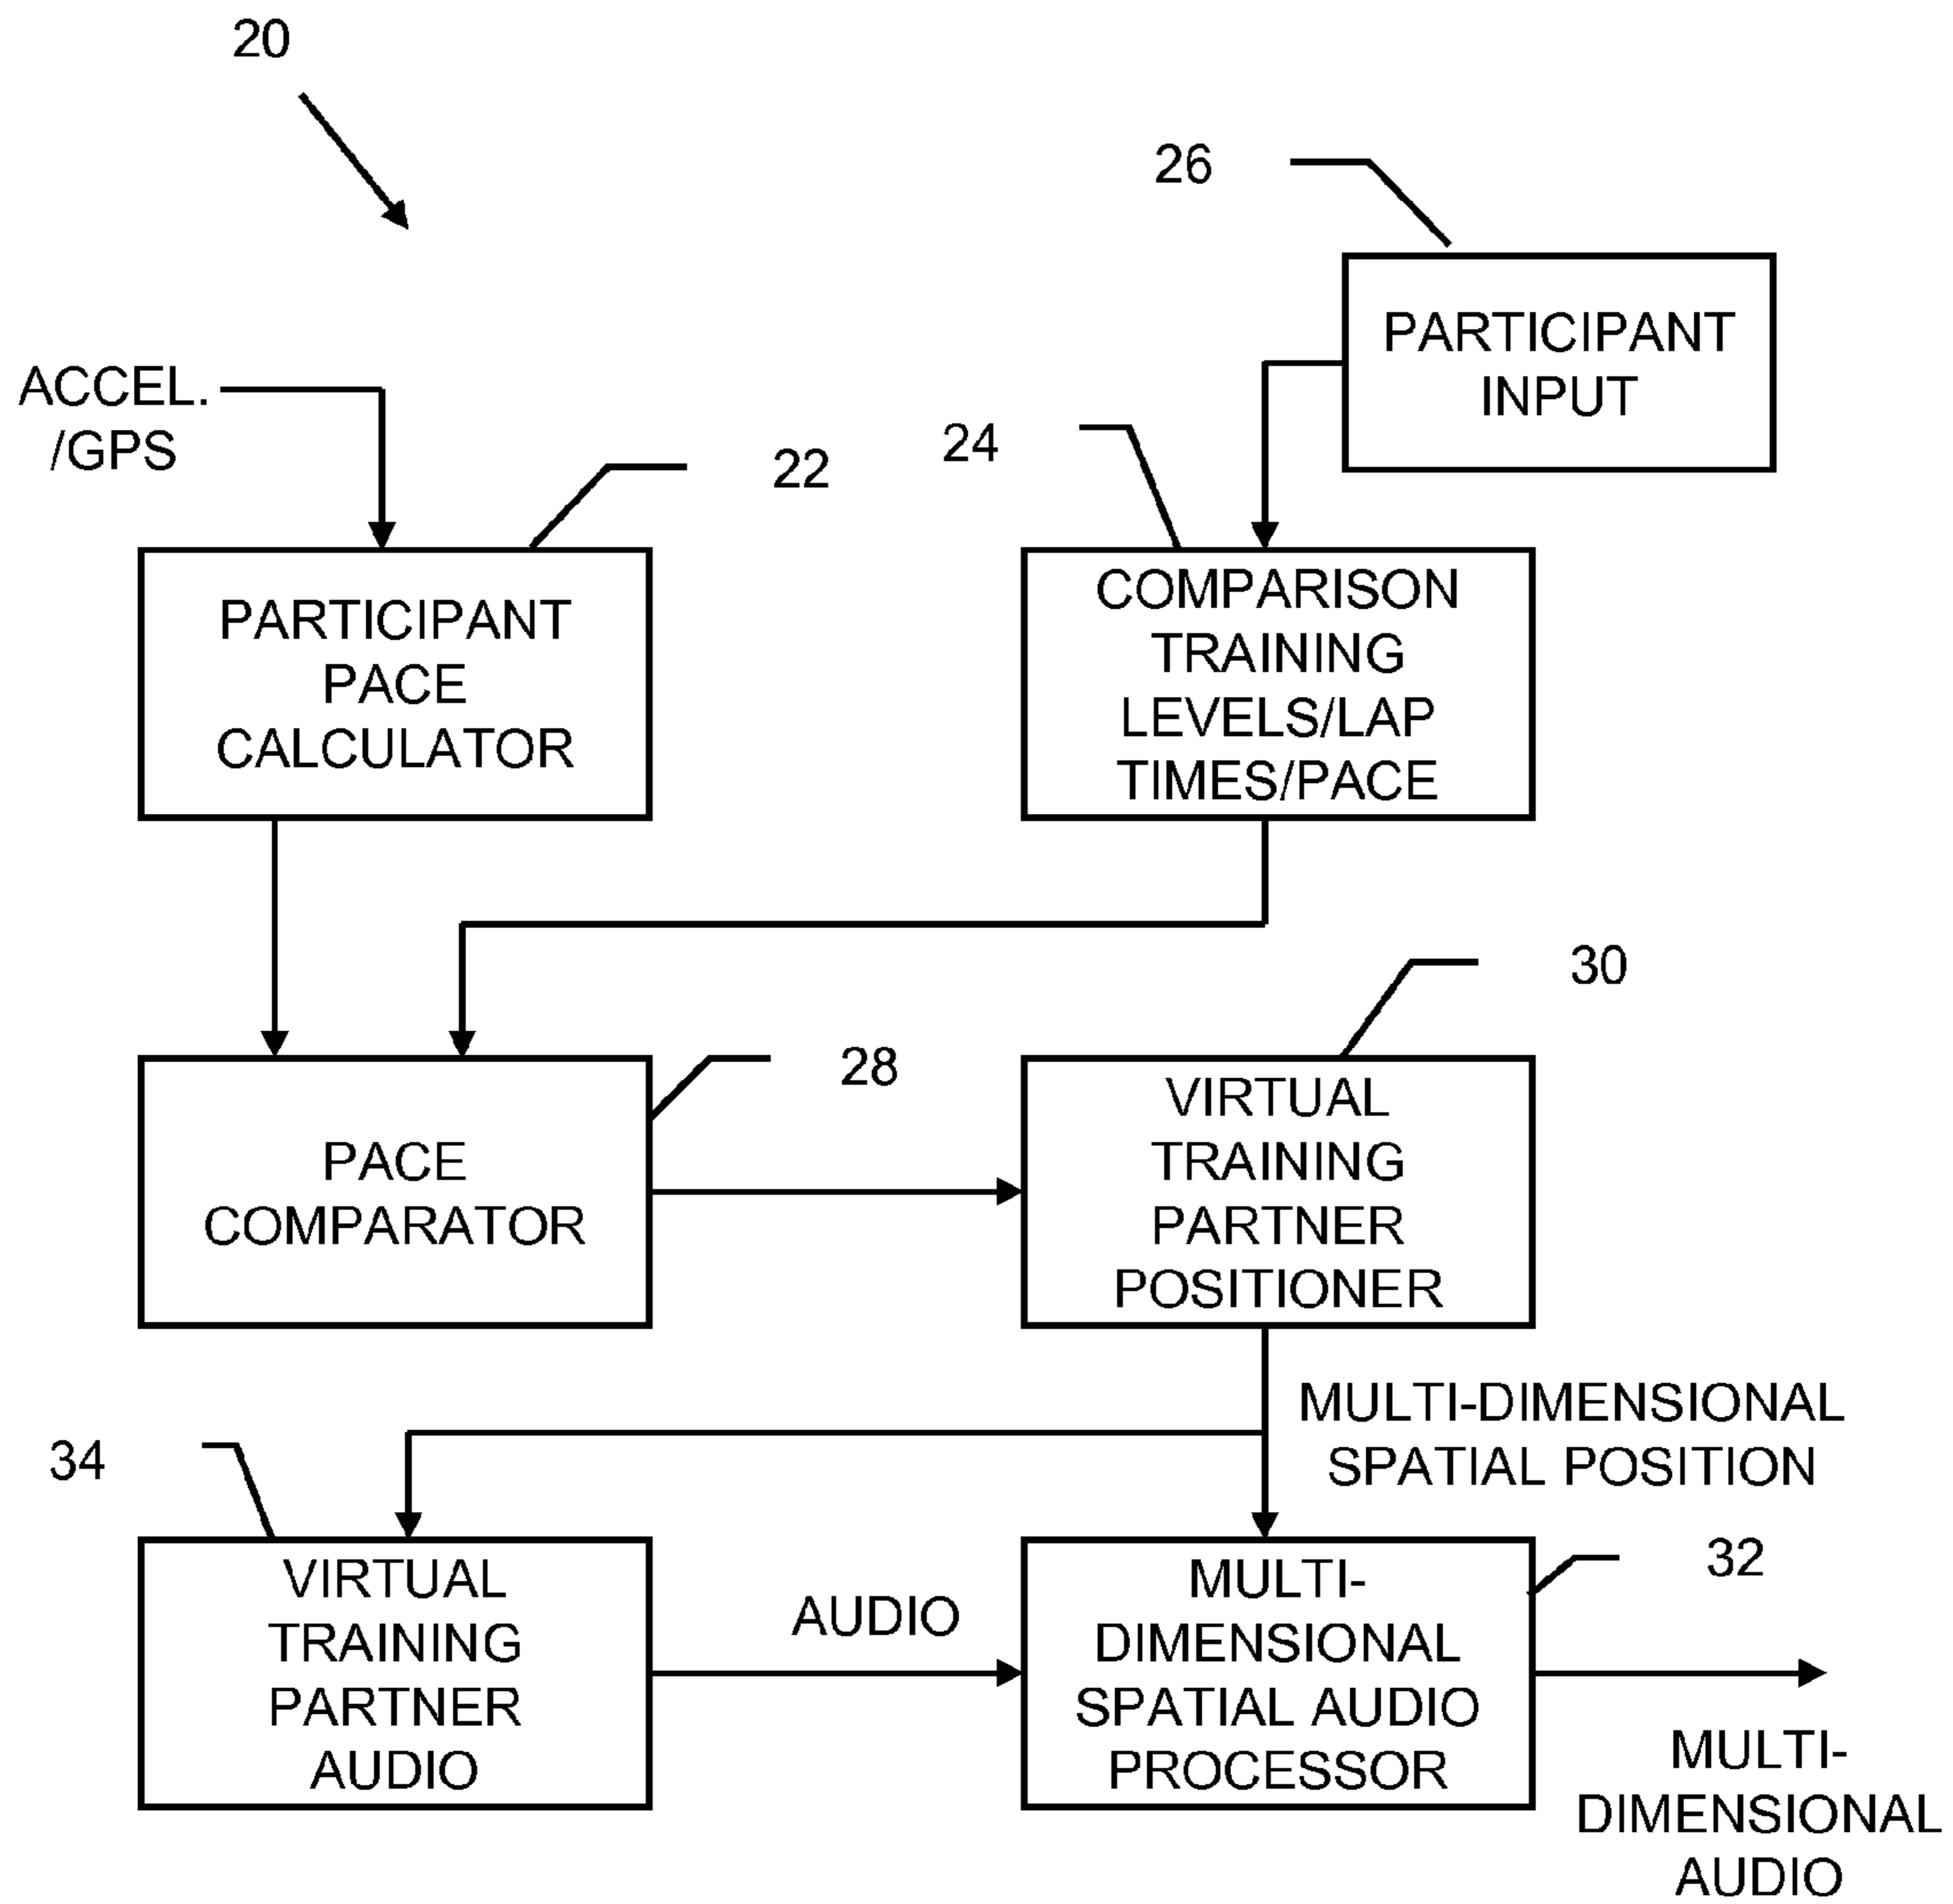 20
26
PARTICIPANT
INPUT
ACCEL.
/GPS
22
24
PARTICIPANT
PACE
CALCULATOR
COMPARISON
TRAINING
LEVELS/LAP
TIMES/PACE
30
28
PACE
COMPARATOR
VIRTUAL
TRAINING
PARTNER
POSITIONER
MULTI-DIMENSIONAL
SPATIAL POSITION
34
32
VIRTUAL
TRAINING
PARTNER
AUDIO
AUDIO
MULTI-
DIMENSIONAL
SPATIAL AUDIO
PROCESSOR
MULTI-
DIMENSIONAL
AUDIO